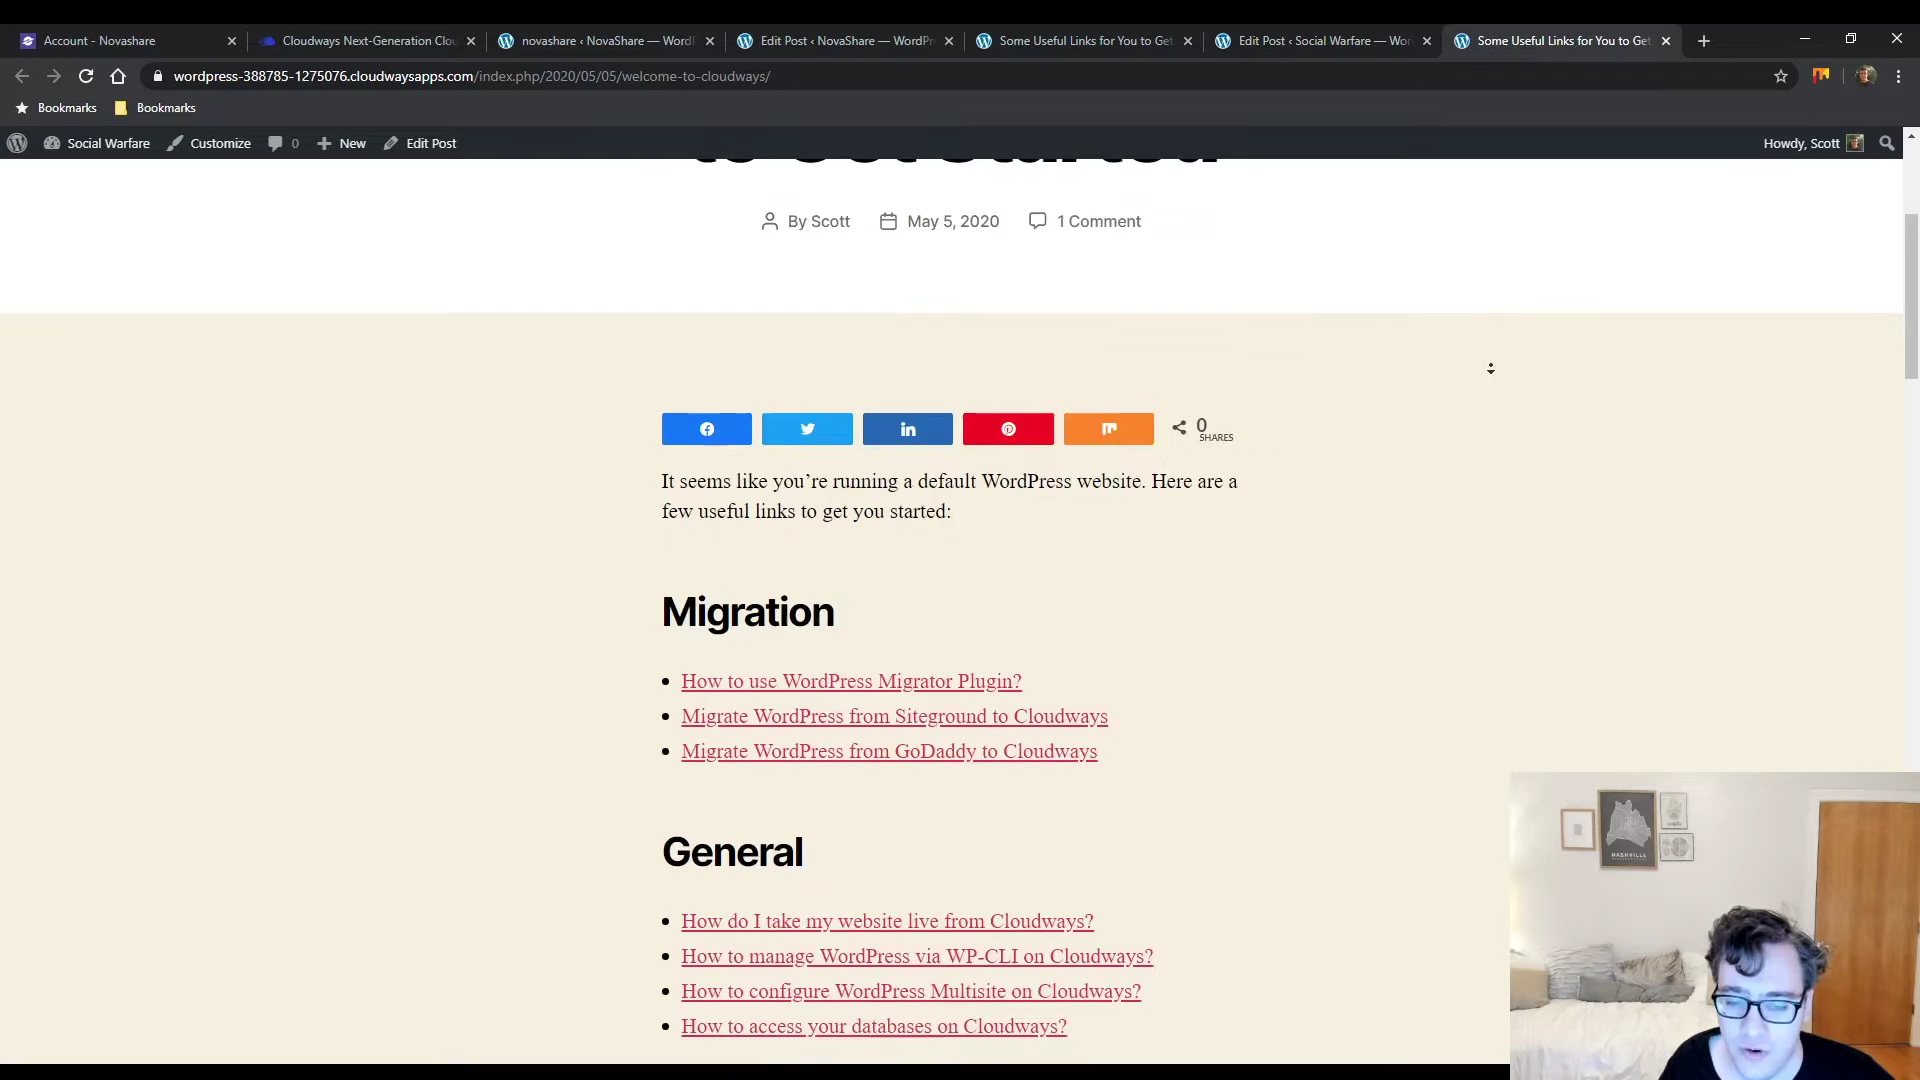 Account - Novashare
Cloudways Next-Generation Clou
novashare ‹ NovaShare — WordP
Edit Post ‹ NovaShare — WordPr
Some Useful Links for You to Get
Edit Post ‹ Social Warfare — Wor
Some Useful Links for You to Get
wordpress-388785-1275076.cloudwaysapps.com/index.php/2020/05/05/welcome-to-cloudways/
Bookmarks
Bookmarks
Social Warfare
Customize
0
New
Edit Post
Howdy, Scott
to Get Started
By Scott
May 5, 2020
1 Comment
0
SHARES
It seems like you’re running a default WordPress website. Here are a
few useful links to get you started:
Migration
How to use WordPress Migrator Plugin?
Migrate WordPress from Siteground to Cloudways
Migrate WordPress from GoDaddy to Cloudways
General
How do I take my website live from Cloudways?
How to manage WordPress via WP-CLI on Cloudways?
How to configure WordPress Multisite on Cloudways?
How to access your databases on Cloudways?
NASHVILLE